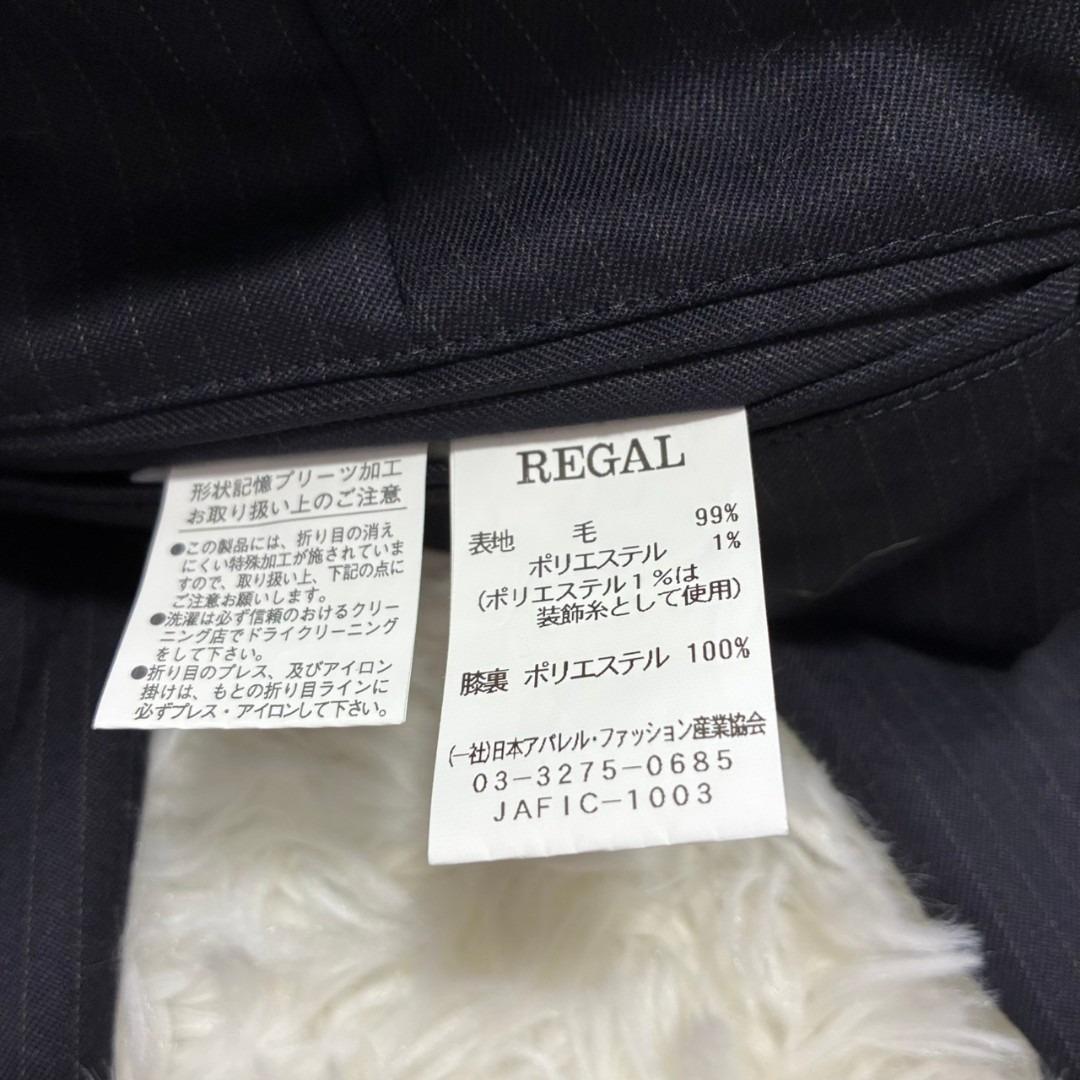 形状記憶プリーツ加工
お取り扱い上のご注意
●この製品には、折り目の消え
にくい特殊加工が施されていま
すので、取り扱い上、下記の点に
ご注意お願いします。
●洗濯は必ず信頼のおけるクリー
ニング店でドライクリーニング
をして下さい。
●折り目のプレス、及びアイロン
掛けは、もとの折り目ラインに
必ずプレス・アイロンして下さい。
REGAL
表地 毛 99%
ポリエステル 1%
(ポリエステル1%は
装飾糸として使用)
膝裏 ポリエステル 100%
(一社)日本アパレル・ファッション産業協会
03-3275-0685
JAFIC-1003